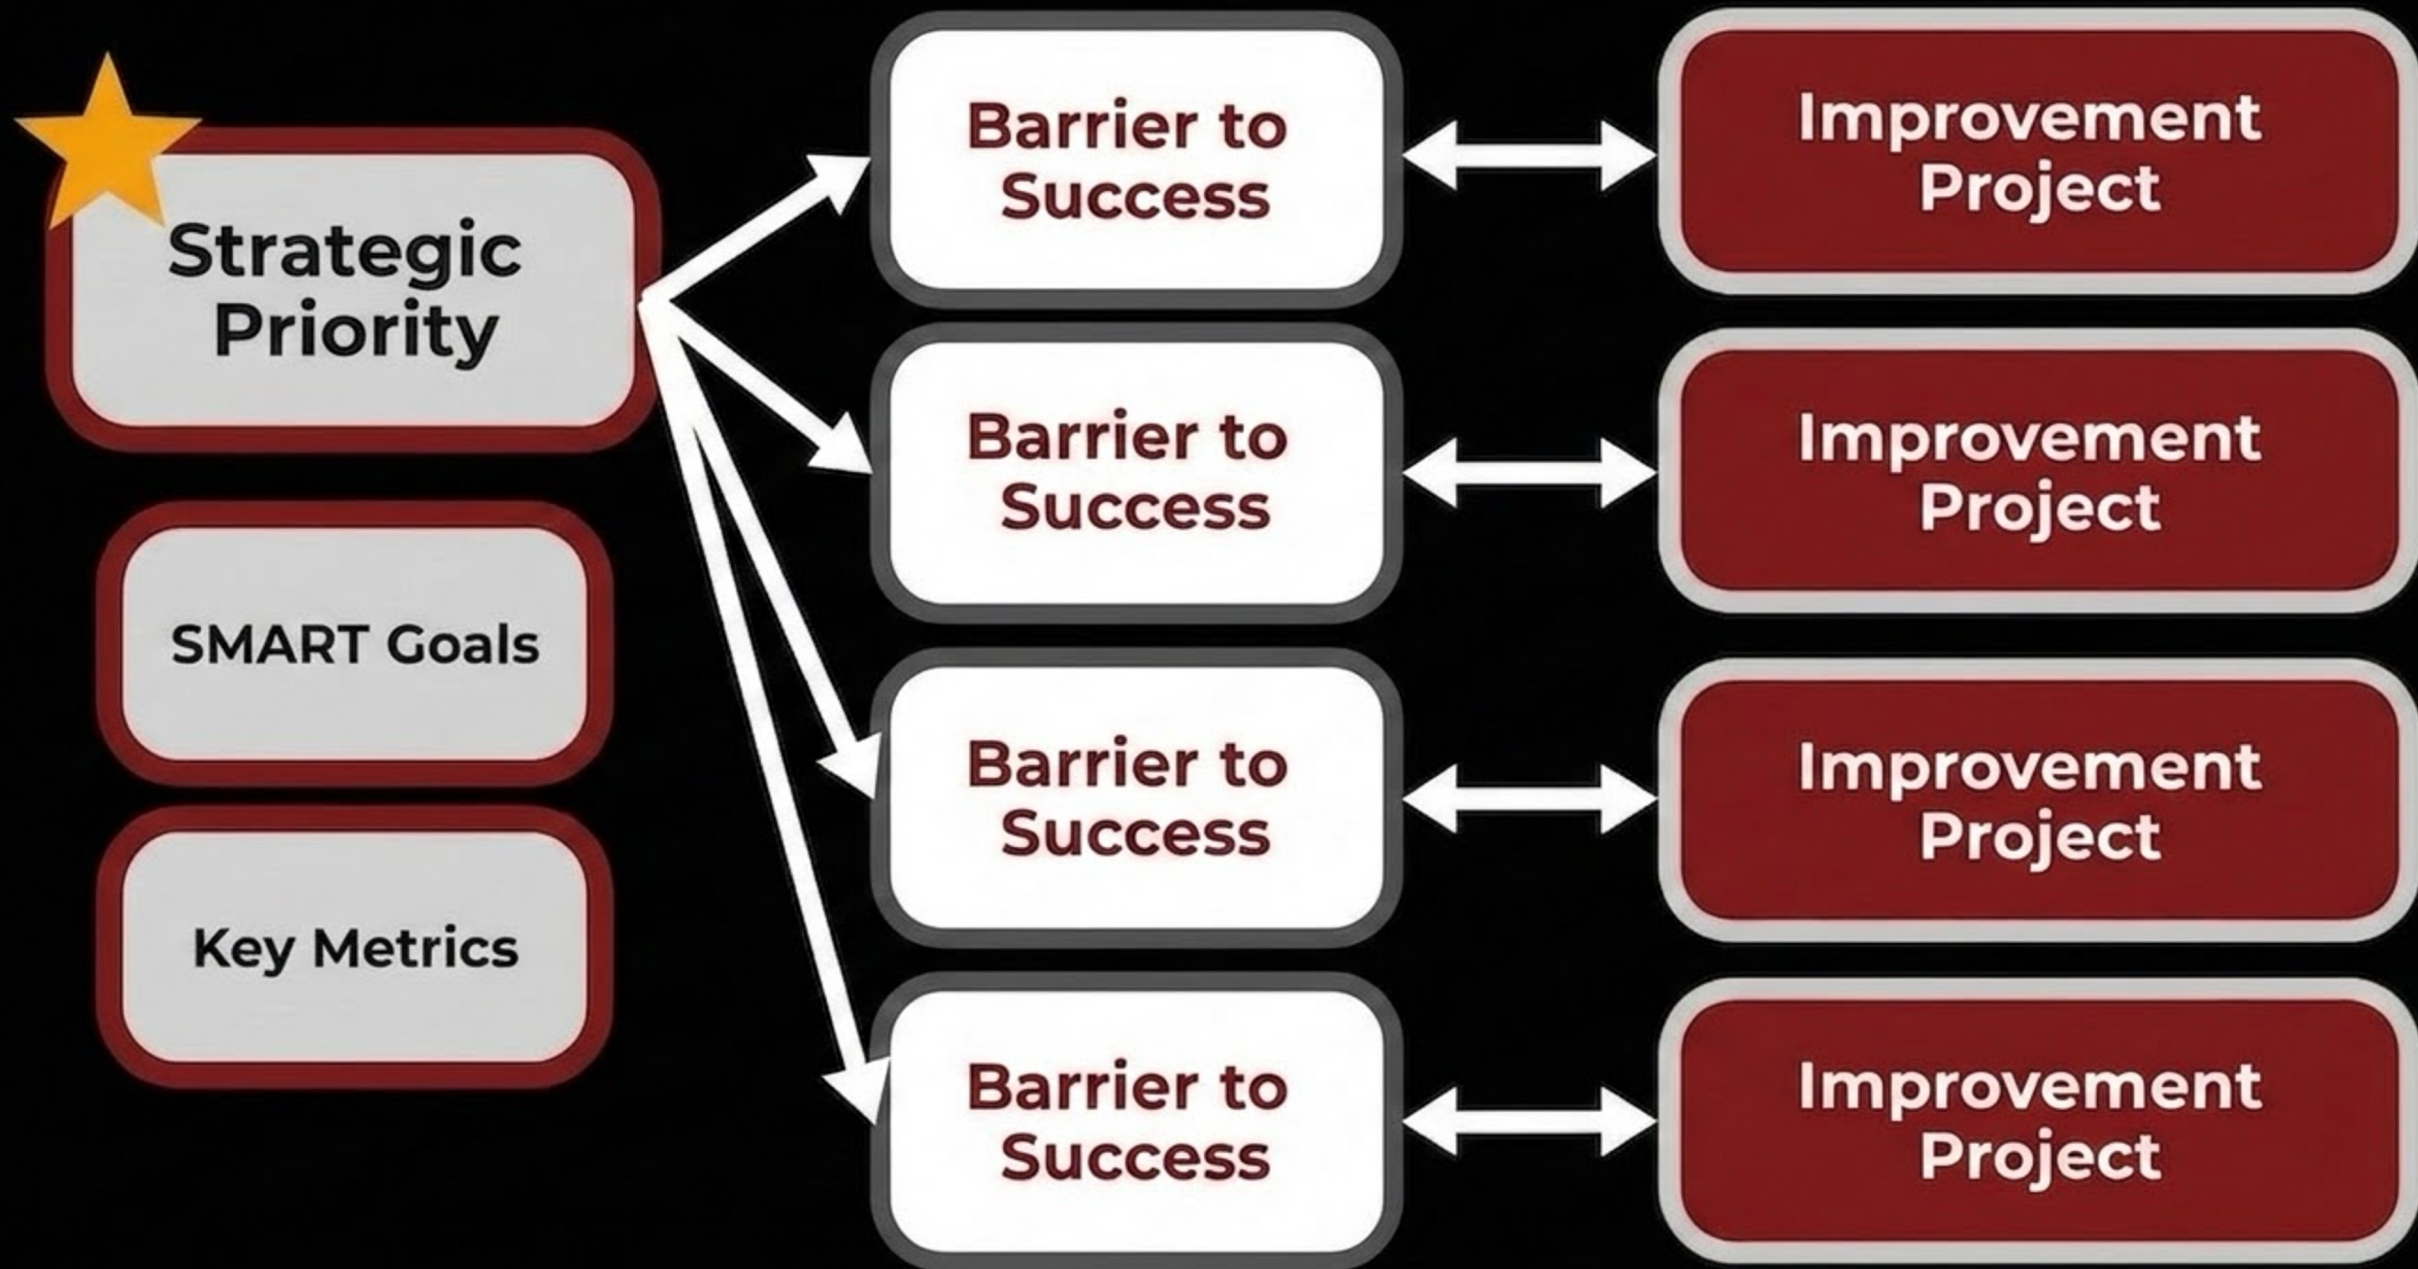 Strategic
Priority
SMART Goals
Key Metrics
Barrier to
Success
Barrier to
Success
Barrier to
Success
Barrier to
Success
Improvement
Project
Improvement
Project
Improvement
Project
Improvement
Project